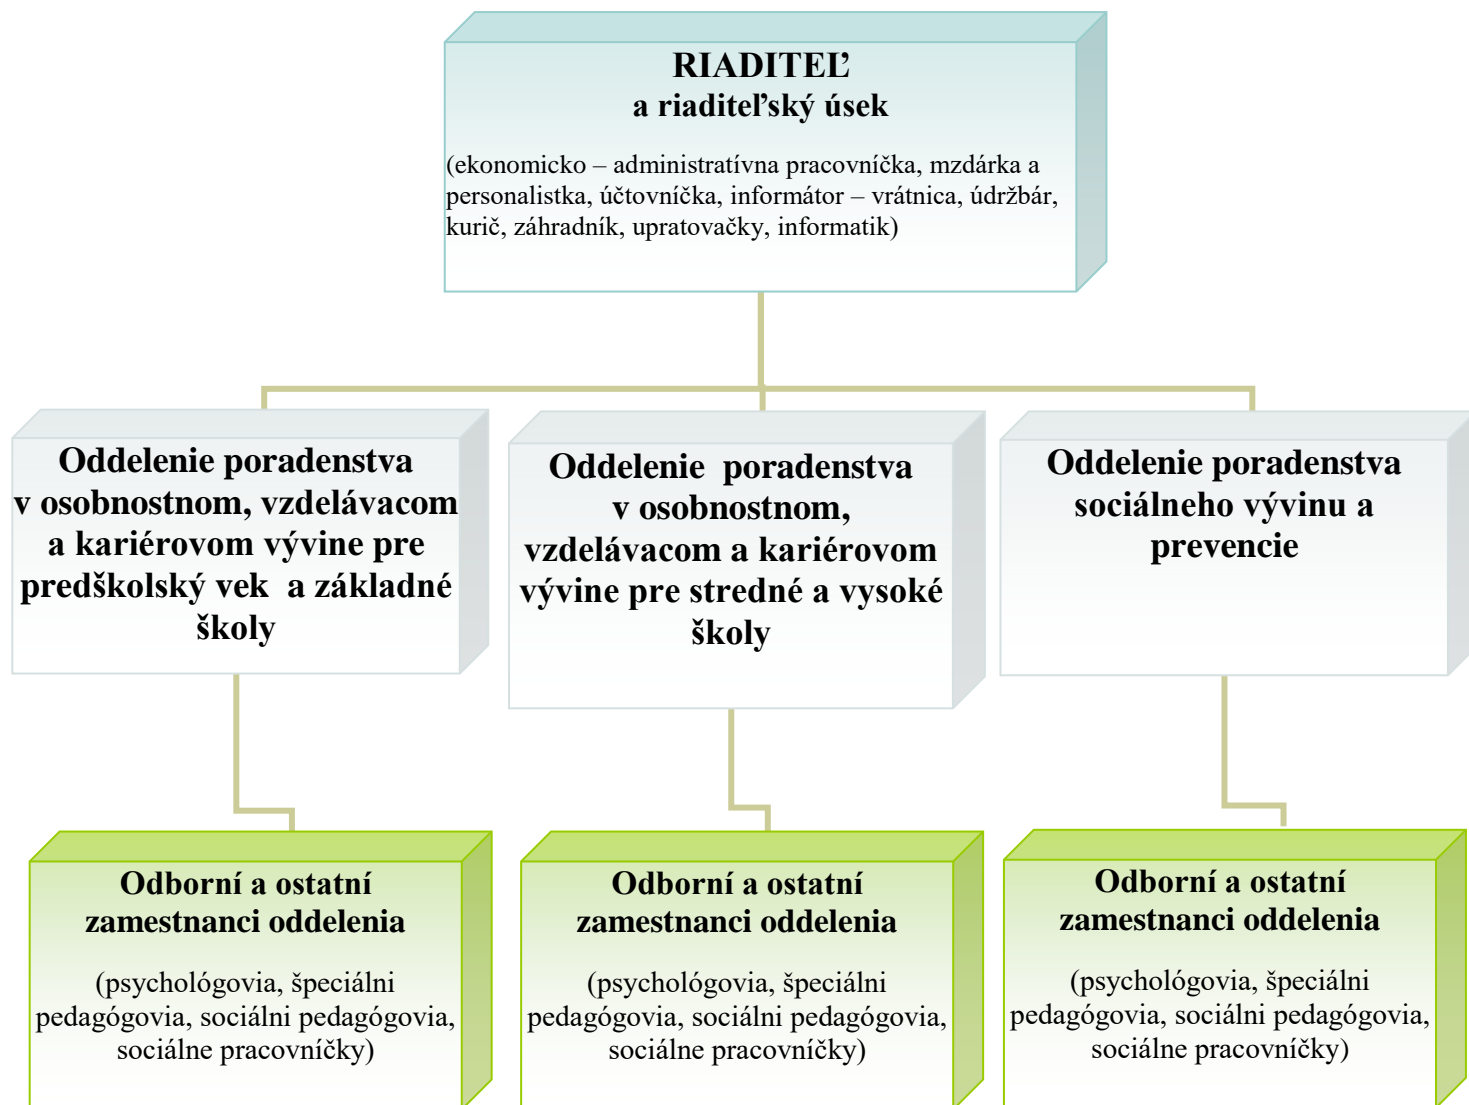 RIADITEĽ
a riaditeľský úsek
(ekonomicko – administratívna pracovníčka, mzdárka a
personalistka, účtovníčka, informátor – vrátnica, údržbár,
kurič, záhradník, upratovačky, informatik)
Oddelenie poradenstva
v osobnostnom, vzdelávacom
a kariérovom vývine pre
predškolský vek a základné
školy
Oddelenie poradenstva
v osobnostnom,
vzdelávacom a kariérovom
vývine pre stredné a vysoké
školy
Oddelenie poradenstva
sociálneho vývinu a
prevencie
Odborní a ostatní
zamestnanci oddelenia
(psychológovia, špeciálni
pedagógovia, sociálni pedagógovia,
sociálne pracovníčky)
Odborní a ostatní
zamestnanci oddelenia
(psychológovia, špeciálni
pedagógovia, sociálni pedagógovia,
sociálne pracovníčky)
Odborní a ostatní
zamestnanci oddelenia
(psychológovia, špeciálni
pedagógovia, sociálni pedagógovia,
sociálne pracovníčky)